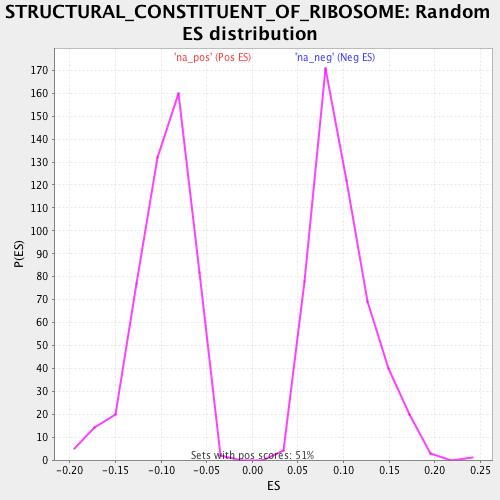 STRUCTURAL_CONSTITUENT_OF_RIBOSOME: Random
ES distribution
'na_pos' (Pos ES) 'na_neg' (Neg ES)
170
160
150
140
130
120
110
100
90
80
70
60
50
40
30
20
10
0
P(ES)
Sets with pos scores: 51%
-0.20 -0.15 -0.10 -0.05 0.00 0.05 0.10 0.15 0.20 0.25
ES